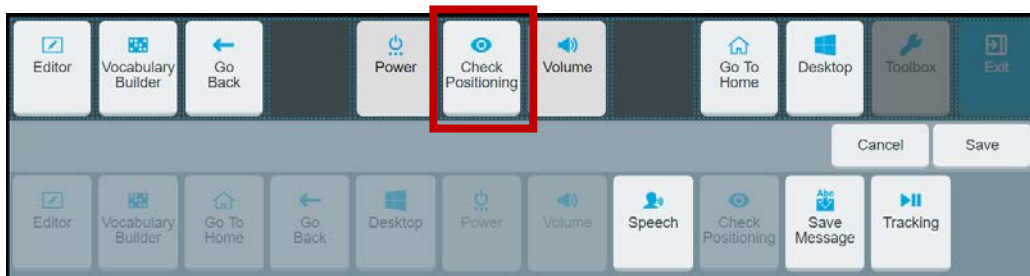 Editor
Vocabulary
Builder
Go
Back
Power
Check
Positioning
Volume
Go To
Home
Desktop
Toolbox
Exit
Cancel
Save
Editor
Vocabulary
Builder
Go To
Home
Go
Back
Desktop
Power
Volume
Speech
Check
Positioning
Abc
Save
Message
Tracking